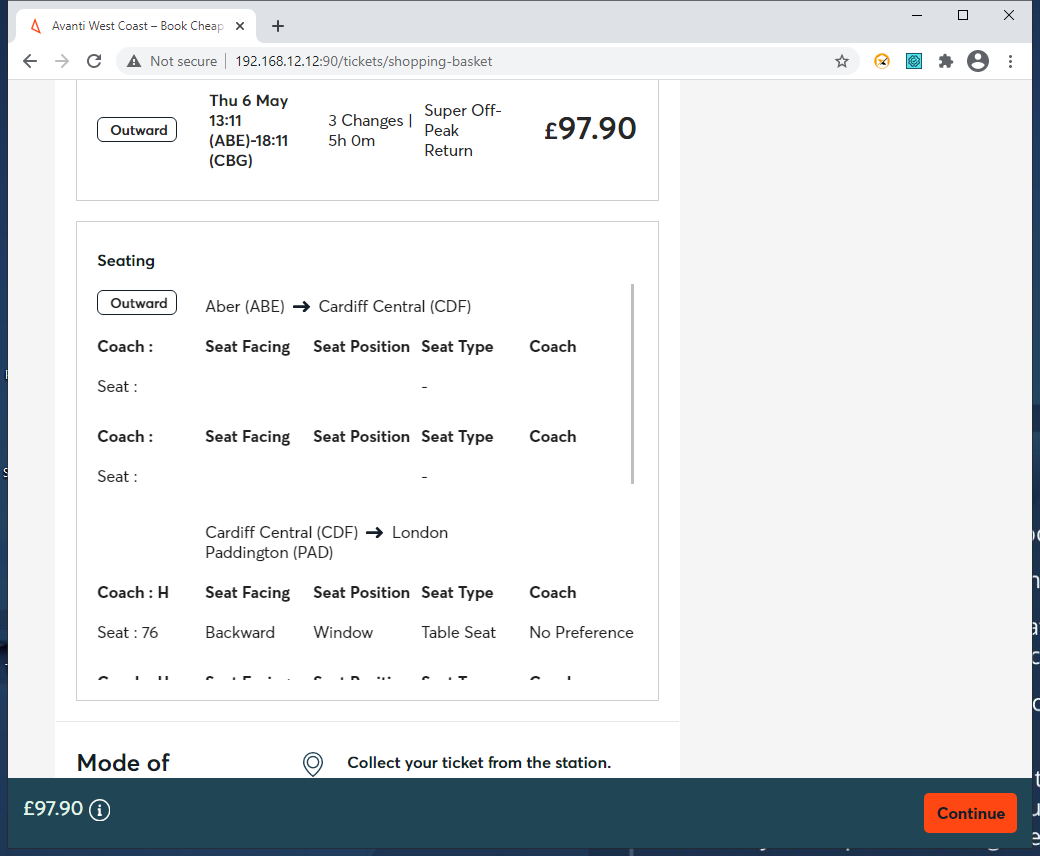 Avanti West Coast – Book Cheap
Not secure | 192.168.12.12:90/tickets/shopping-basket
Outward
Thu 6 May
13:11
(ABE)-18:11
(CBG)
3 Changes |
5h 0m
Super Off-
Peak
Return
£97.90
Seating
Outward
Aber (ABE) → Cardiff Central (CDF)
Coach : Seat Facing Seat Position Seat Type Coach
Seat : -
Coach : Seat Facing Seat Position Seat Type Coach
Seat : -
Cardiff Central (CDF) → London
Paddington (PAD)
Coach : H Seat Facing Seat Position Seat Type Coach
Seat : 76 Backward Window Table Seat No Preference
Mode of
Collect your ticket from the station.
£97.90
Continue